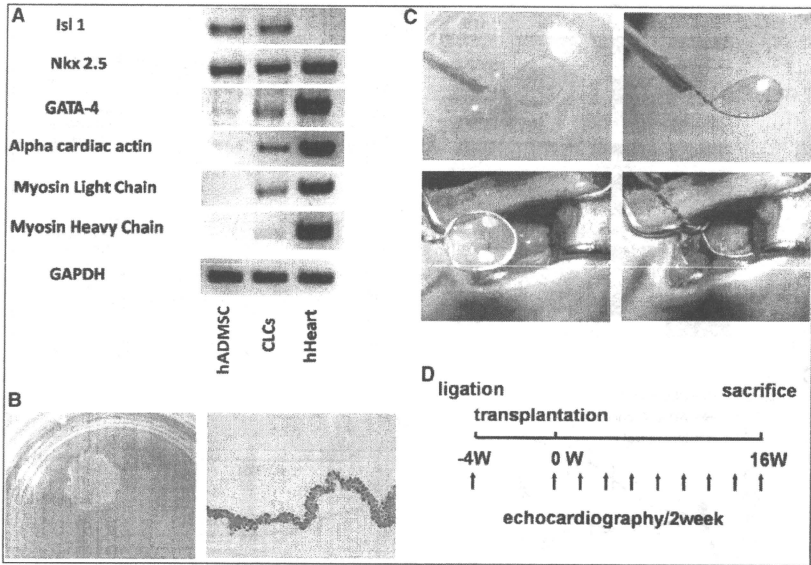 A
Isl 1
Nkx 2.5
GATA-4
Alpha cardiac actin
Myosin Light Chain
Myosin Heavy Chain
GAPDH
hADMSC
CLCs
hHeart
B
C
D
ligation
sacrifice
transplantation
-4W
0 W
16W
echocardiography/2week